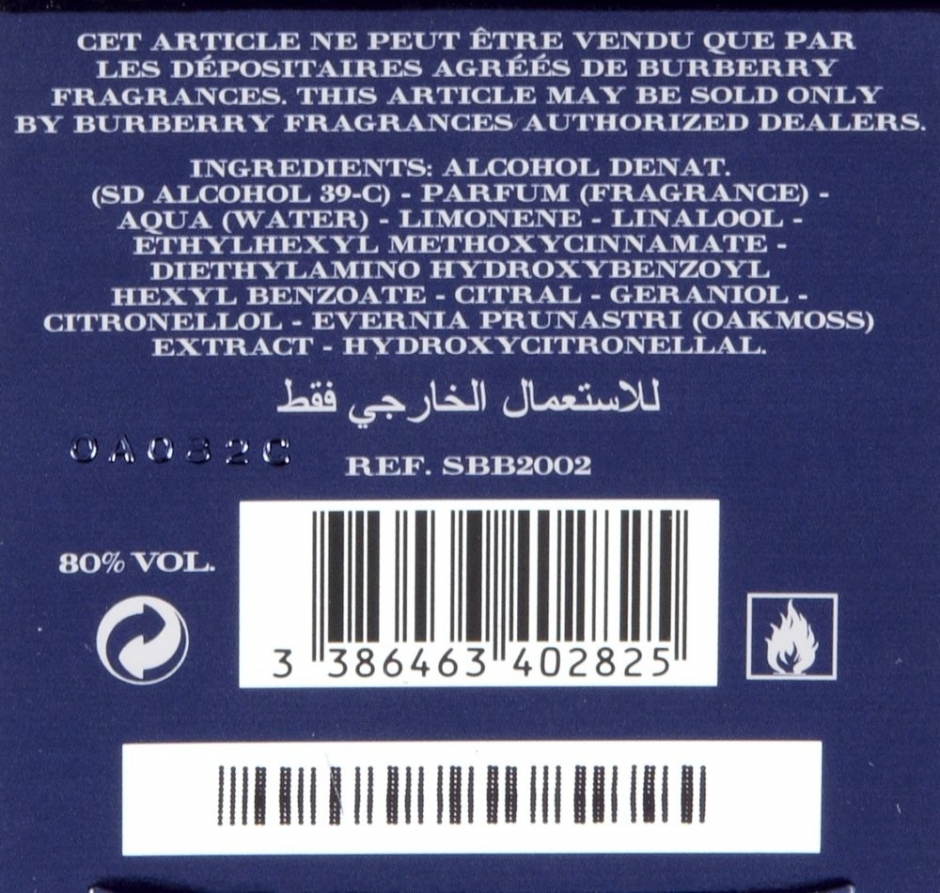 CET ARTICLE NE PEUT ÊTRE VENDU QUE PAR
LES DÉPOSITAIRES AGRÉÉS DE BURBERRY
FRAGRANCES. THIS ARTICLE MAY BE SOLD ONLY
BY BURBERRY FRAGRANCES AUTHORIZED DEALERS.
INGREDIENTS: ALCOHOL DENAT.
(SD ALCOHOL 39-C) - PARFUM (FRAGRANCE) -
AQUA (WATER) - LIMONENE - LINALOOL -
ETHYLHEXYL METHOXYCINNAMATE -
DIETHYLAMINO HYDROXYBENZOYL
HEXYL BENZOATE - CITRAL - GERANIOL -
CITRONELLOL - EVERNIA PRUNASTRI (OAKMOSS)
EXTRACT - HYDROXYCITRONELLAL.
للاستعمال الخارجي فقط
0A082C
REF. SBB2002
80% VOL.
3 386463 402825